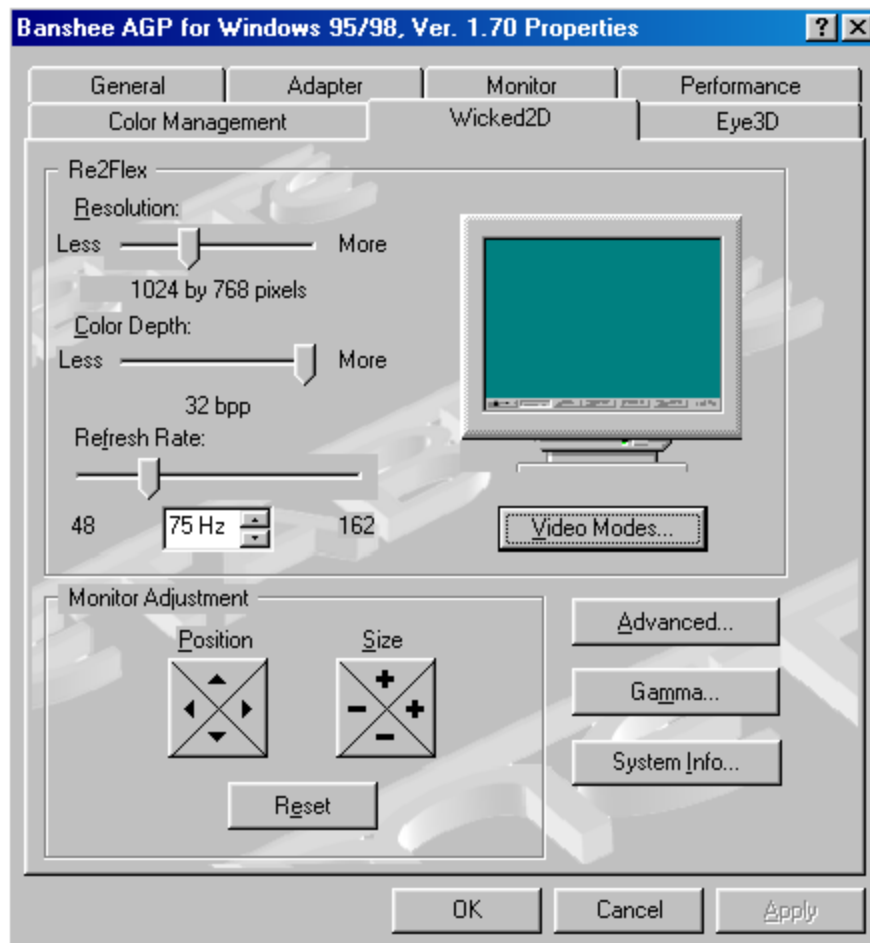 Banshee AGP for Windows 95/98, Ver. 1.70 Properties
General Adapter Monitor Performance
Color Management Wicked2D Eye3D
Re2Flex
Resolution:
Less More
1024 by 768 pixels
Color Depth:
Less More
32 bpp
Refresh Rate:
48 75 Hz 162
Video Modes...
Monitor Adjustment
Position Size
Reset
Advanced...
Gamma...
System Info...
OK Cancel Apply